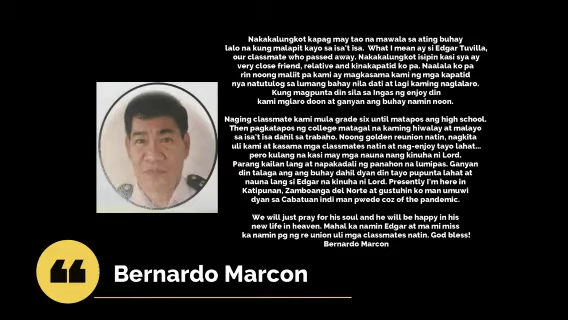 Nakakalungkot kapag may tao na mawala sa ating buhay
lalo na kung malapit kayo sa isa't isa.  What I mean ay si Edgar Tuvilla,
our classmate who passed away. Nakakalungkot isipin kasi sya ay
very close friend, relative and kinakapatid ko pa. Naalala ko pa
rin noong maliit pa kami ay magkasama kami ng mga kapatid
nya natutulog sa lumang bahay nila dati at lagi kaming naglalaro.
Kung magpunta din sila sa Ingas ng enjoy din
kami mglaro doon at ganyan ang buhay namin noon.
Naging classmate kami mula grade six until matapos ang high school.
Then pagkatapos ng college matagal na kaming hiwalay at malayo
sa isa't isa dahil sa trabaho. Noong golden reunion natin, nagkita
uli kami at kasama mga classmates natin at nag-enjoy tayo lahat...
pero kulang na kasi may mga nauna nang kinuha ni Lord.
Parang kailan lang at napakadali ng panahon na lumipas. Ganyan
din talaga ang ang buhay dahil dyan din tayo pupunta lahat at
nauna lang si Edgar na kinuha ni Lord. Presently I'm here in
Katipunan, Zamboanga del Norte at gustuhin ko man umuwi
dyan sa Cabatuan indi man pwede coz of the pandemic.
We will just pray for his soul and he will be happy in his
new life in heaven. Mahal ka namin Edgar at ma mi miss
ka namin pg ng re union uli mga classmates natin. God bless!
Bernardo Marcon
Bernardo Marcon